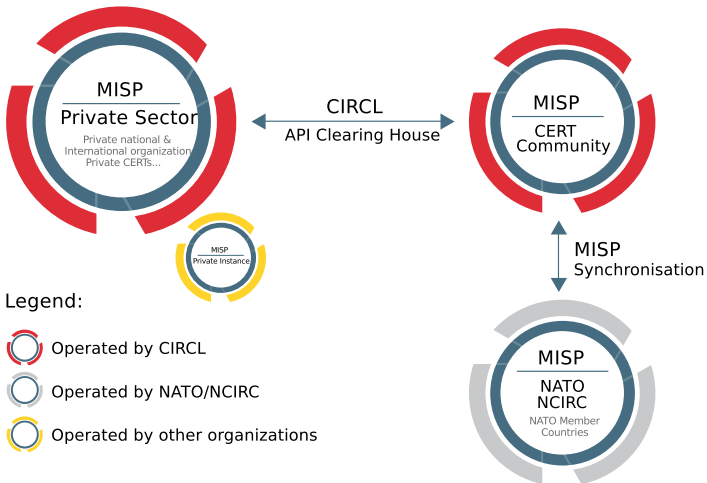 MISP
Private Sector
Private national &
International organization
Private CERTs...
CIRCL
API Clearing House
MISP
CERT
Community
MISP
Private Instance
MISP
Synchronisation
MISP
NATO
NCIRC
NATO Member
Countries
Legend:
Operated by CIRCL
Operated by NATO/NCIRC
Operated by other organizations